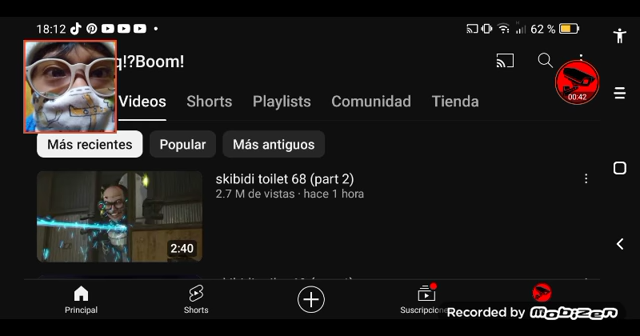 18:12
62 %
q!?Boom!
00:42
Videos Shorts Playlists Comunidad Tienda
Más recientes Popular Más antiguos
skibidi toilet 68 (part 2)
2.7 M de vistas · hace 1 hora
2:40
Principal Shorts Suscripcio
Recorded by mobizen